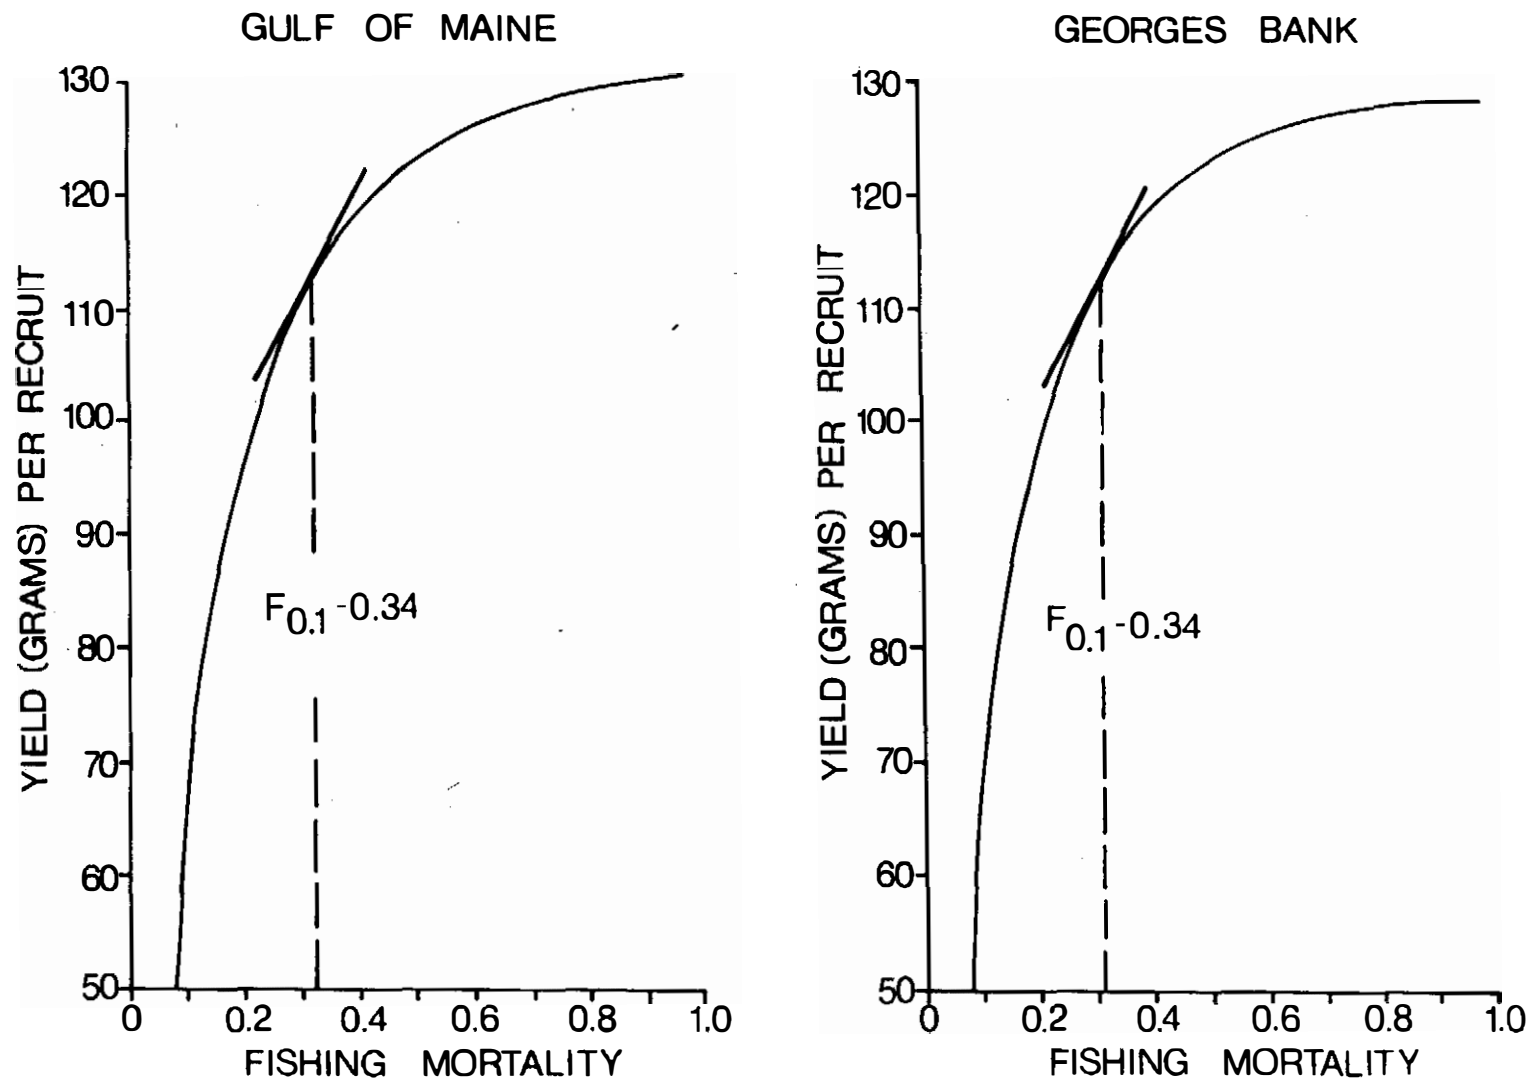 GULF OF MAINE
130
120
110
100
90
80
70
60
50
YIELD (GRAMS) PER RECRUIT
F0.1-0.34
0 0.2 0.4 0.6 0.8 1.0
FISHING MORTALITY
GEORGES BANK
130
120
110
100
90
80
70
60
50
YIELD (GRAMS) PER RECRUIT
F0.1-0.34
0 0.2 0.4 0.6 0.8 1.0
FISHING MORTALITY